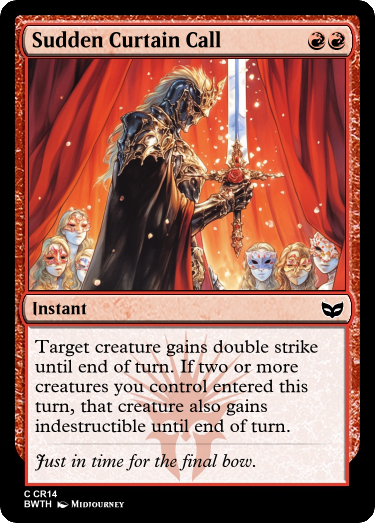 Sudden Curtain Call
Instant
Target creature gains double strike
until end of turn. If two or more
creatures you control entered this
turn, that creature also gains
indestructible until end of turn.
Just in time for the final bow.
C CR14
BWTH Midjourney